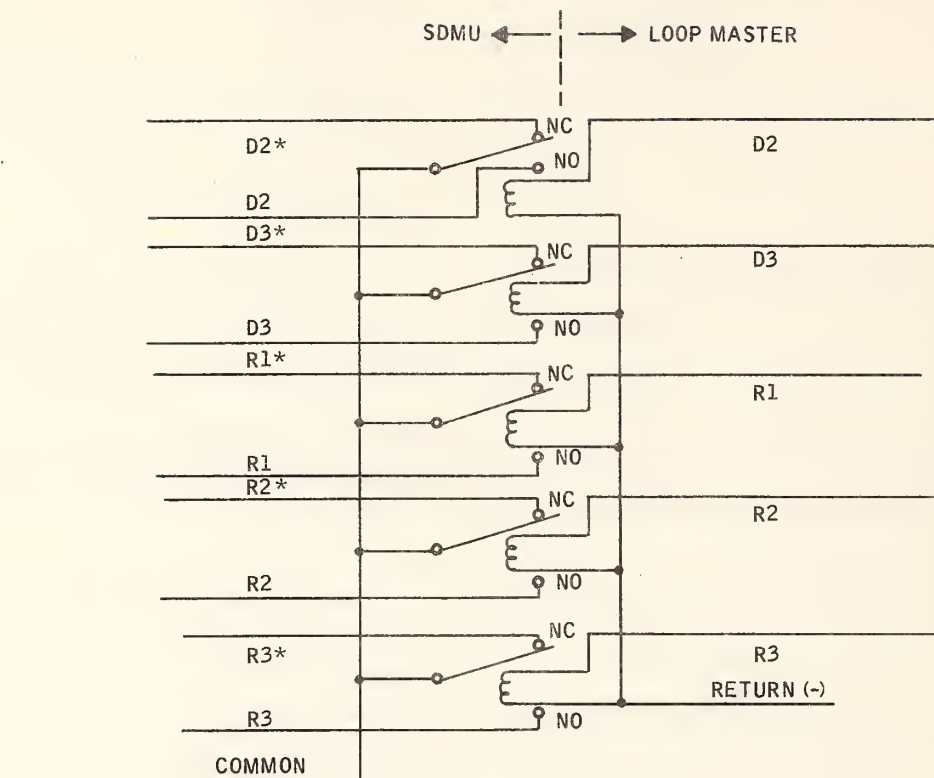 SDMU LOOP MASTER
NC
D2* D2
NO
D2
D3* NC
D3
D3 NO
R1* NC
R1
R1 NO
R2* NC
R2
R2 NO
NC
R3* R3
RETURN (-)
R3 NO
COMMON